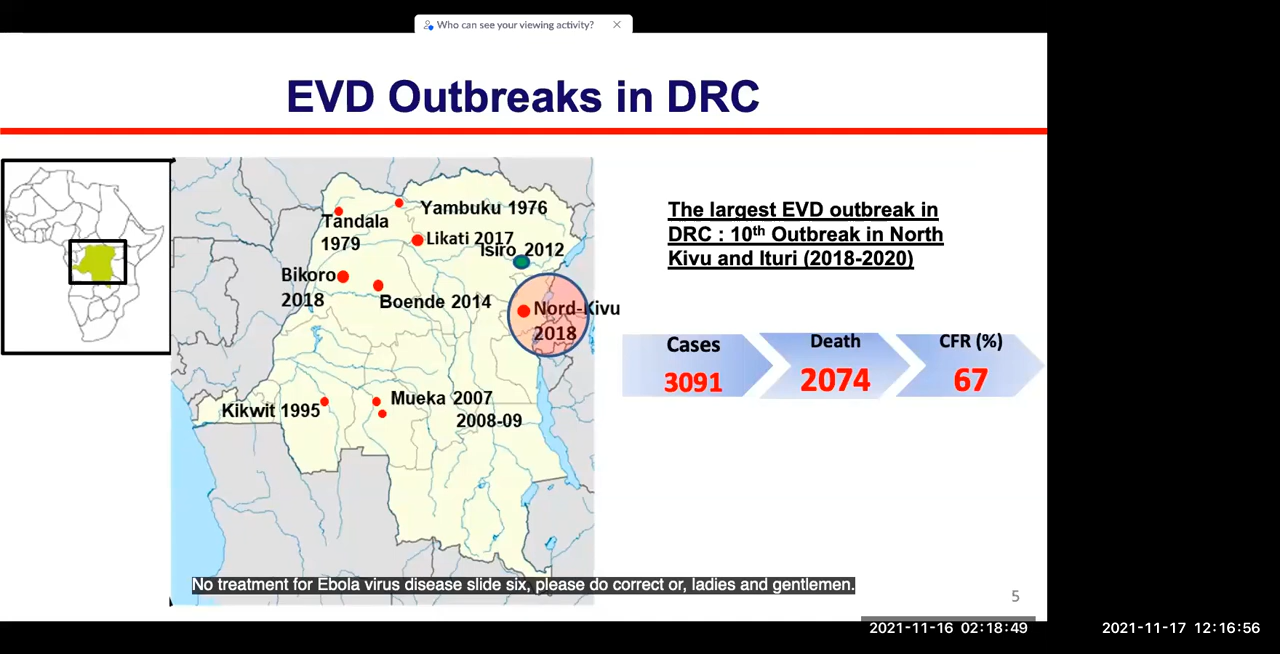 Who can see your viewing activity?
EVD Outbreaks in DRC
Tandala
1979
Yambuku 1976
Likati 2017
Isiro 2012
Bikoro
2018
Boende 2014
Nord-Kivu
2018
Kikwit 1995
Mueka 2007
2008-09
The largest EVD outbreak in
DRC : 10th Outbreak in North
Kivu and Ituri (2018-2020)
Cases
3091
Death
2074
CFR (%)
67
No treatment for Ebola virus disease slide six, please do correct or, ladies and gentlemen.
5
2021-11-16 02:18:49
2021-11-17 12:16:56